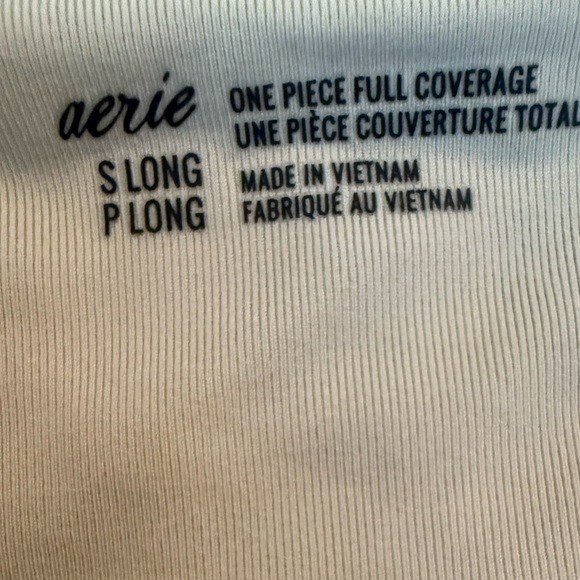 aerie
ONE PIECE FULL COVERAGE
UNE PIÈCE COUVERTURE TOTAL
S LONG
P LONG
MADE IN VIETNAM
FABRIQUÉ AU VIETNAM